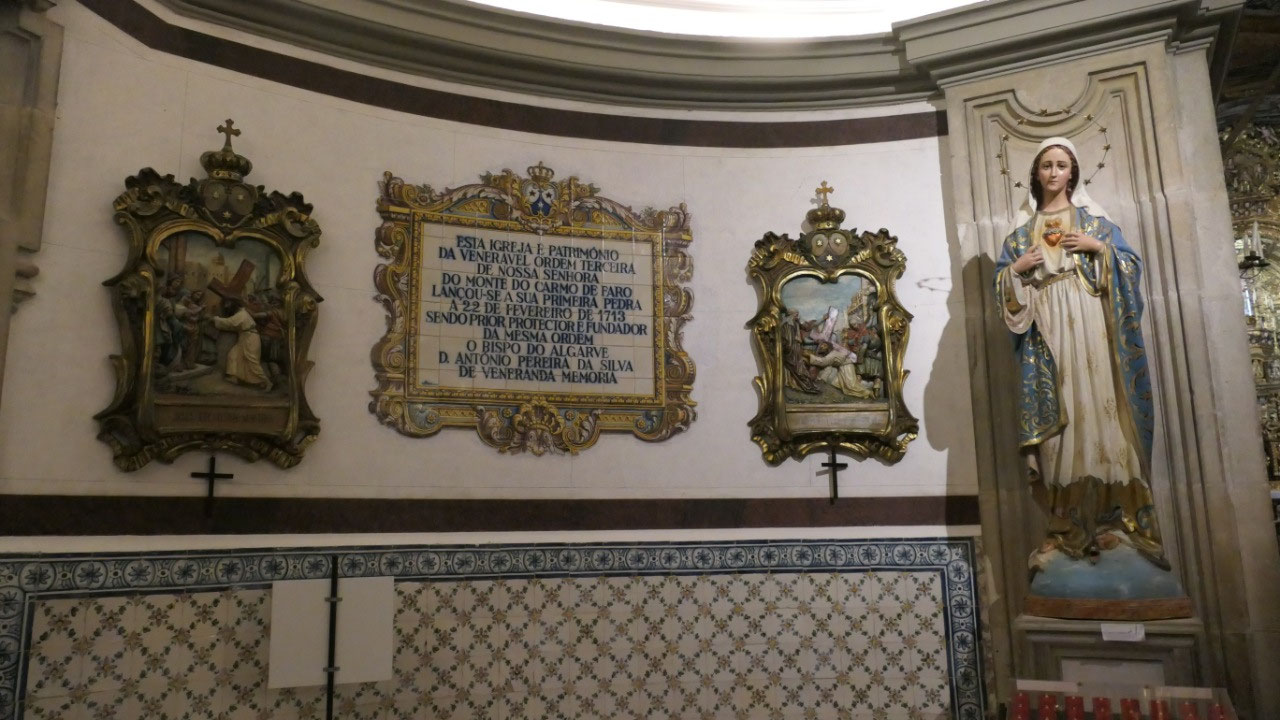 ESTA IGREJA É PATRIMÓNIO
DA VENERÁVEL ORDEM TERCEIRA
DE NOSSA SENHORA
DO MONTE DO CARMO DE FARO
LANÇOU-SE A SUA PRIMEIRA PEDRA
A 22 DE FEVEREIRO DE 1713
SENDO PRIOR PROTECTOR E FUNDADOR
DA MESMA ORDEM
O BISPO DO ALGARVE
D. ANTÓNIO PEREIRA DA SILVA
DE VENERANDA MEMORIA